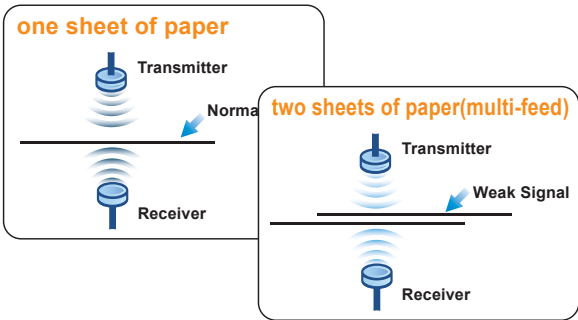 one sheet of paper
Transmitter
Norma
Receiver
two sheets of paper(multi-feed)
Transmitter
Weak Signal
Receiver